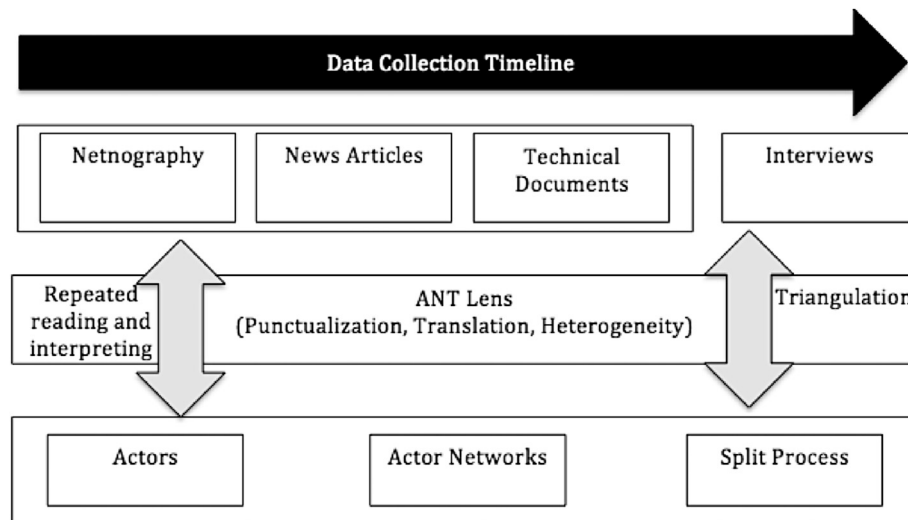 Data Collection Timeline
Netnography
News Articles
Technical
Documents
Interviews
Repeated
reading and
interpreting
ANT Lens
(Punctualization, Translation, Heterogeneity)
Triangulation
Actors
Actor Networks
Split Process